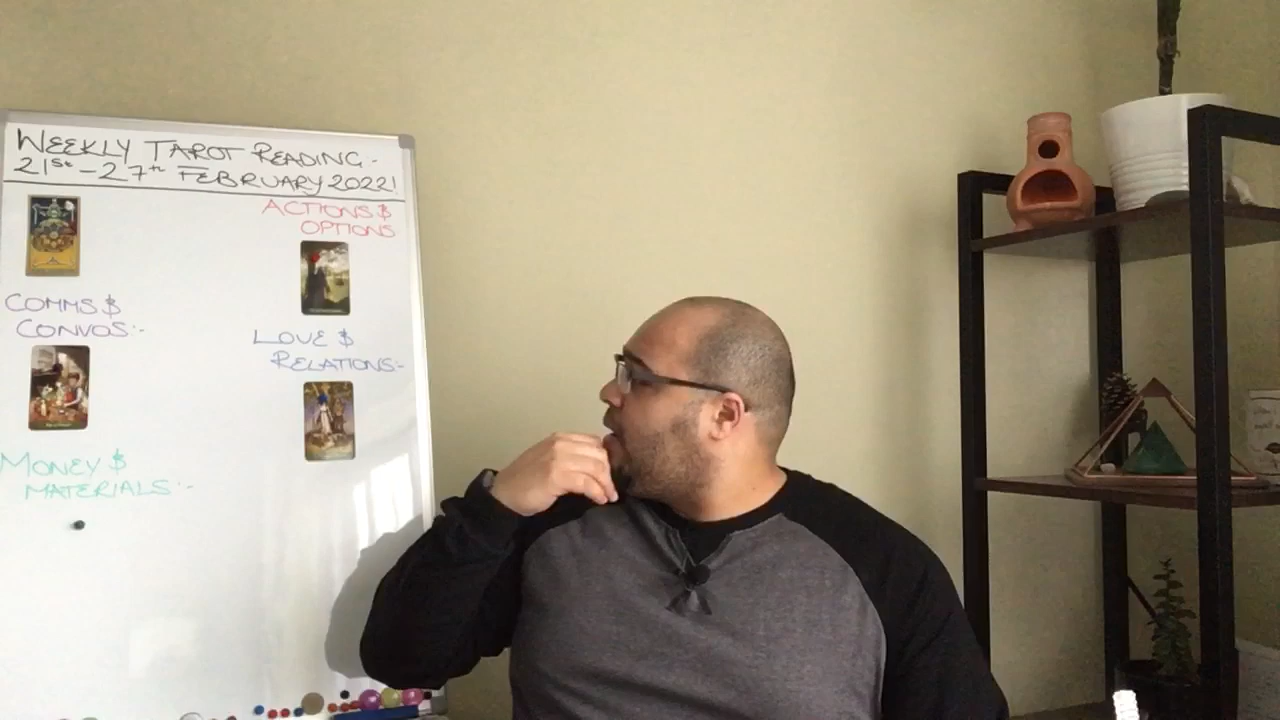 WEEKLY TAROT READING -
21st - 27th FEBRUARY 2022!
ACTIONS &
OPTIONS
COMMS &
CONVOS:-
LOVE &
RELATIONS:-
MONEY &
MATERIALS:-